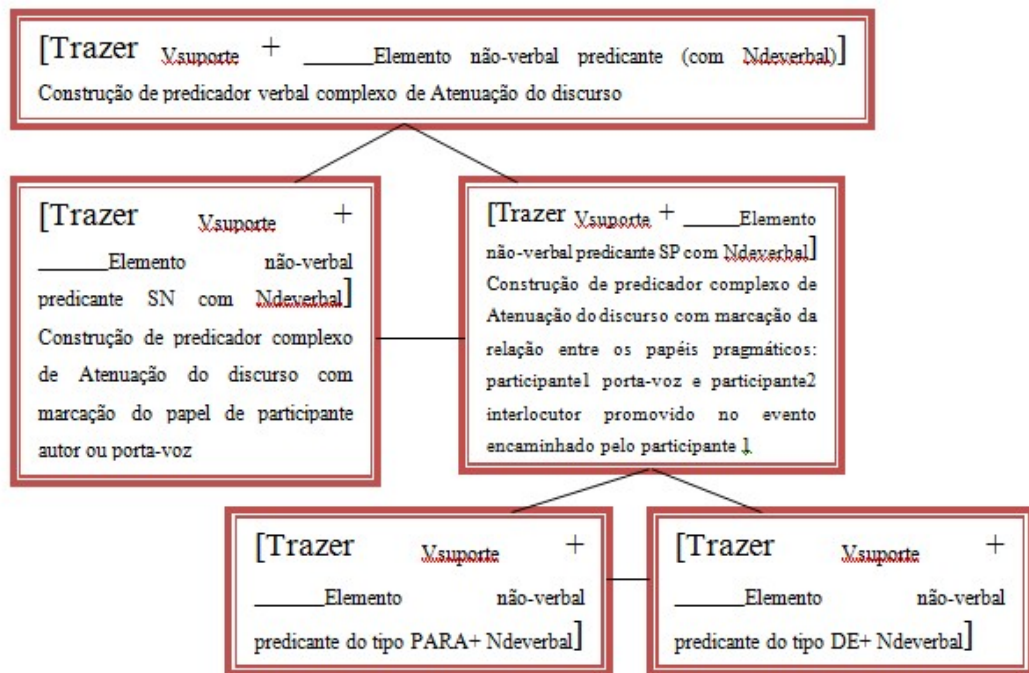 [Trazer Vsuporte + _______Elemento não-verbal predicante (com Ndeverbal)]
Construção de predicador verbal complexo de Atenuação do discurso
[Trazer Vsuporte +
_______Elemento não-verbal
predicante SN com Ndeverbal]
Construção de predicador complexo
de Atenuação do discurso com
marcação do papel de participante
autor ou porta-voz
[Trazer Vsuporte + _______Elemento
não-verbal predicante SP com Ndeverbal]
Construção de predicador complexo de
Atenuação do discurso com marcação da
relação entre os papéis pragmáticos:
participante1 porta-voz e participante2
interlocutor promovido no evento
encaminhado pelo participante 1.
[Trazer Vsuporte +
_______Elemento não-verbal
predicante do tipo PARA+ Ndeverbal]
[Trazer Vsuporte +
_______Elemento não-verbal
predicante do tipo DE+ Ndeverbal]